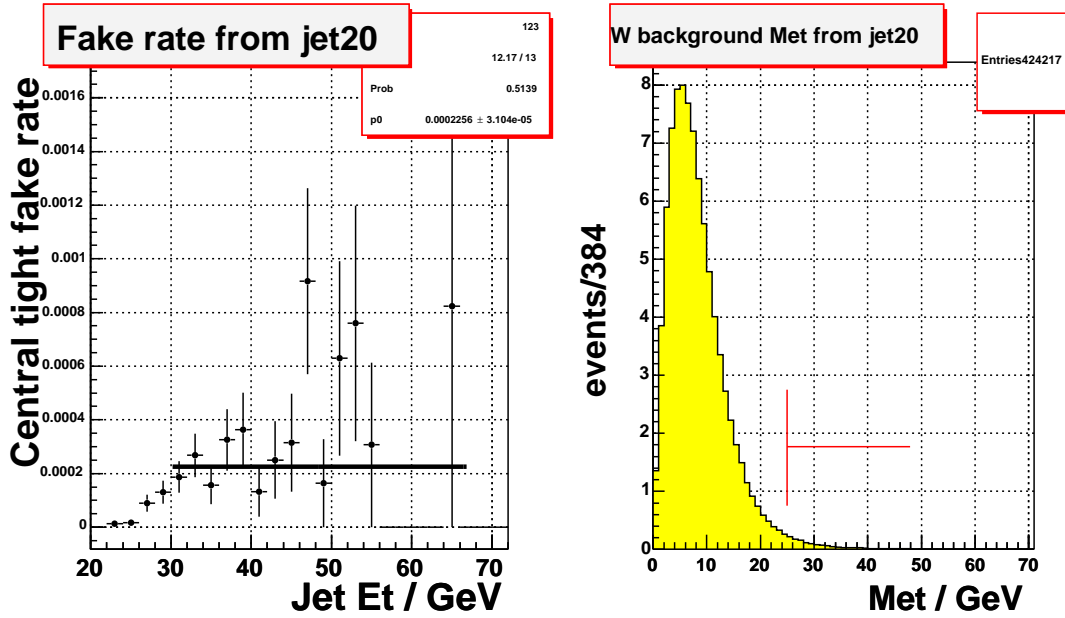 Fake rate from jet20
123
12.17 / 13
Prob 0.5139
p0 0.0002256 ± 3.104e-05
Central tight fake rate
0.0016
0.0014
0.0012
0.001
0.0008
0.0006
0.0004
0.0002
0
20 30 40 50 60 70
Jet Et / GeV
W background Met from jet20
Entries424217
events/384
8
7
6
5
4
3
2
1
0
0 10 20 30 40 50 60 70
Met / GeV